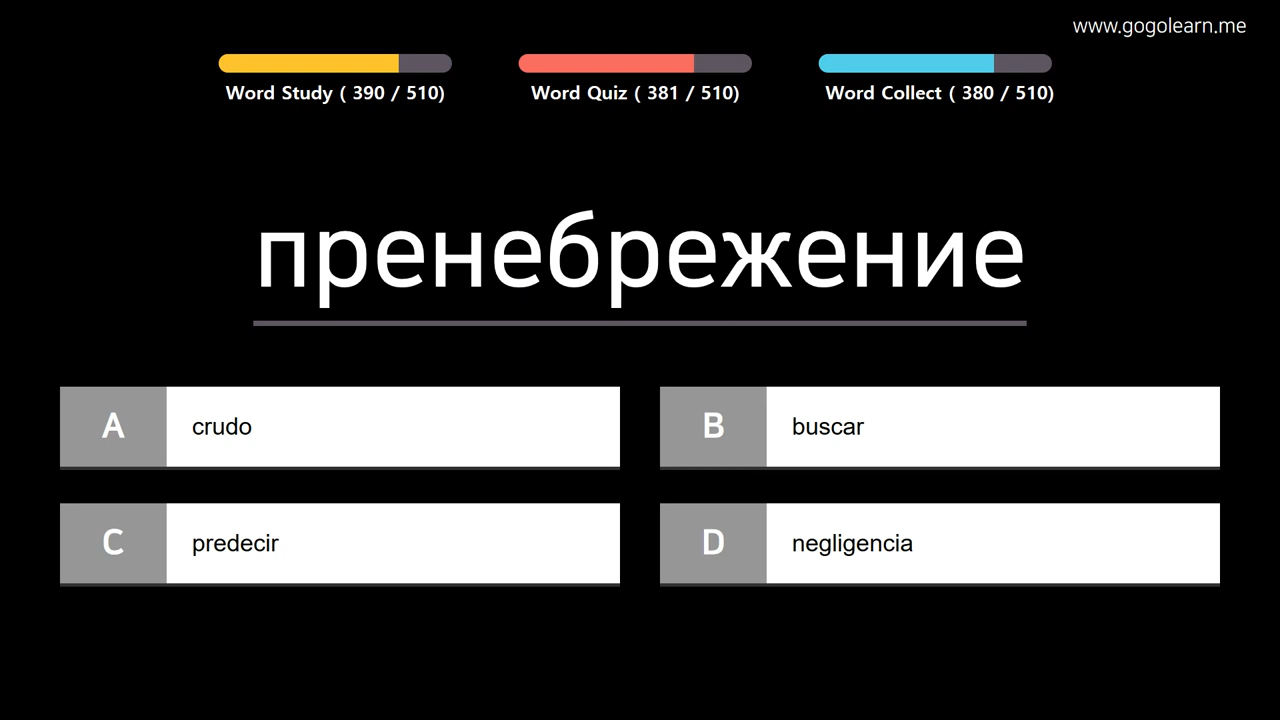 www.gogolearn.me
Word Study ( 390 / 510)
Word Quiz ( 381 / 510)
Word Collect ( 380 / 510)
пренебрежение
A crudo
B buscar
C predecir
D negligencia